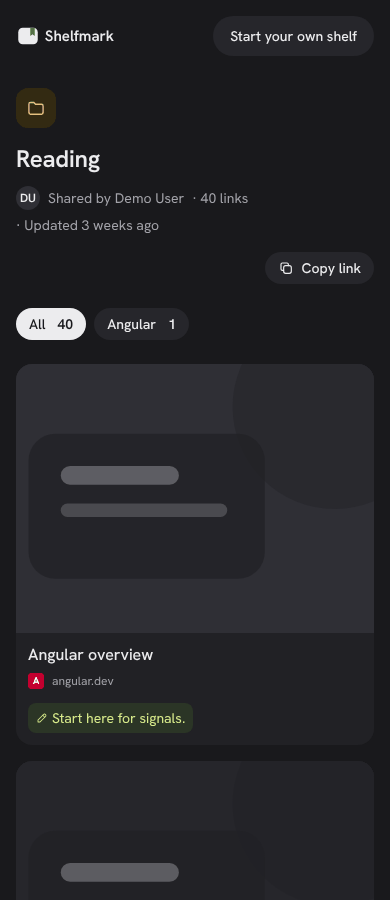 Shelfmark
Start your own shelf
Reading
DU Shared by Demo User · 40 links
· Updated 3 weeks ago
Copy link
All 40 Angular 1
Angular overview
A angular.dev
Start here for signals.